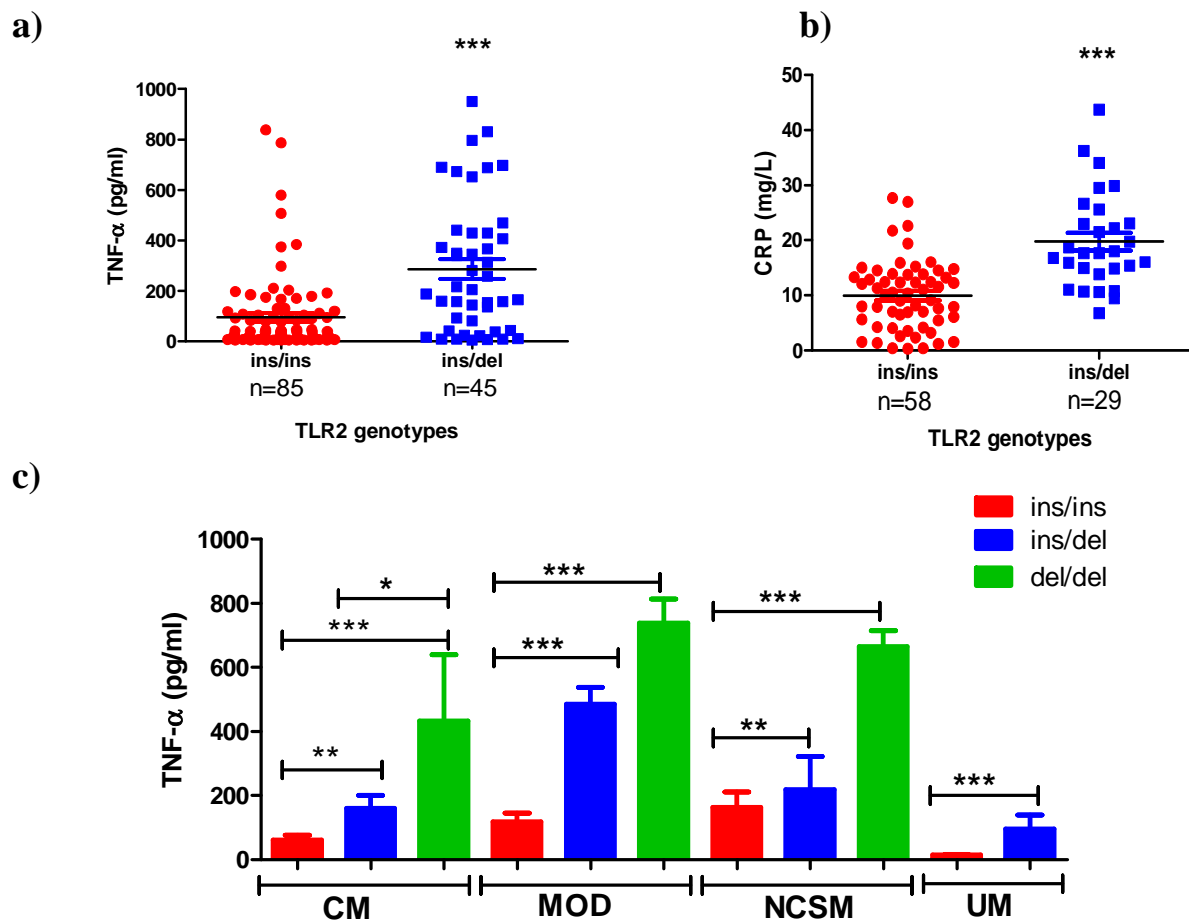 a)
***
1000
800
600
400
200
0
TNF-α (pg/ml)
ins/ins
ins/del
n=85
n=45
TLR2 genotypes
b)
***
50
40
30
20
10
0
CRP (mg/L)
ins/ins
ins/del
n=58
n=29
TLR2 genotypes
c)
ins/ins
ins/del
del/del
1000
800
600
400
200
0
TNF-α (pg/ml)
*
***
**
***
***
***
**
***
CM
MOD
NCSM
UM